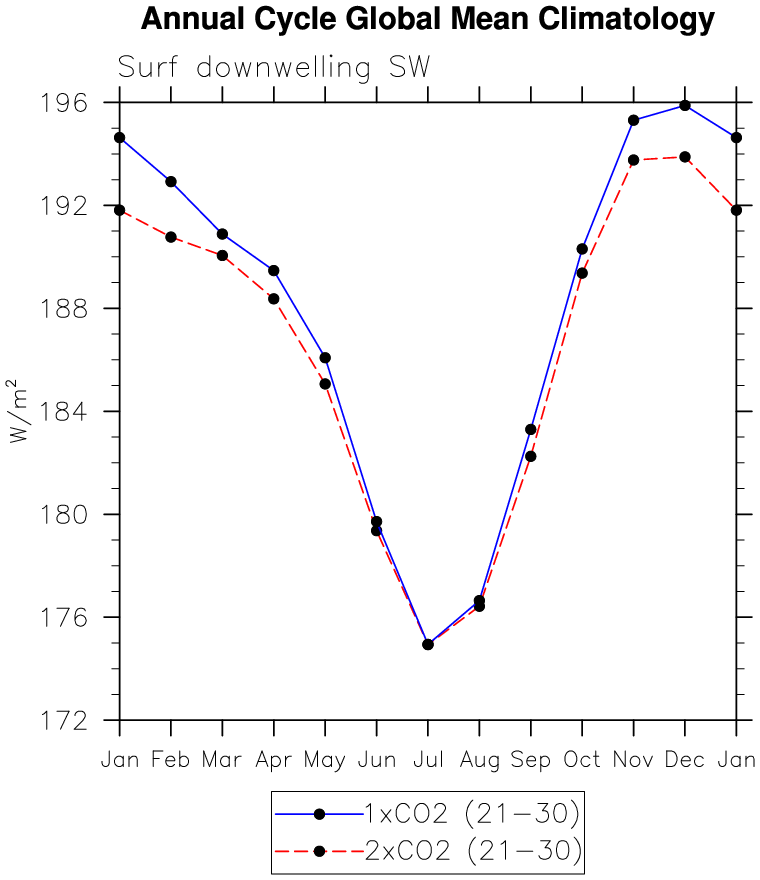 Annual Cycle Global Mean Climatology
Surf downwelling SW
196
192
188
184
180
176
172
W/m²
Jan Feb Mar Apr May Jun Jul Aug Sep Oct Nov Dec Jan
1xCO2 (21-30)
2xCO2 (21-30)